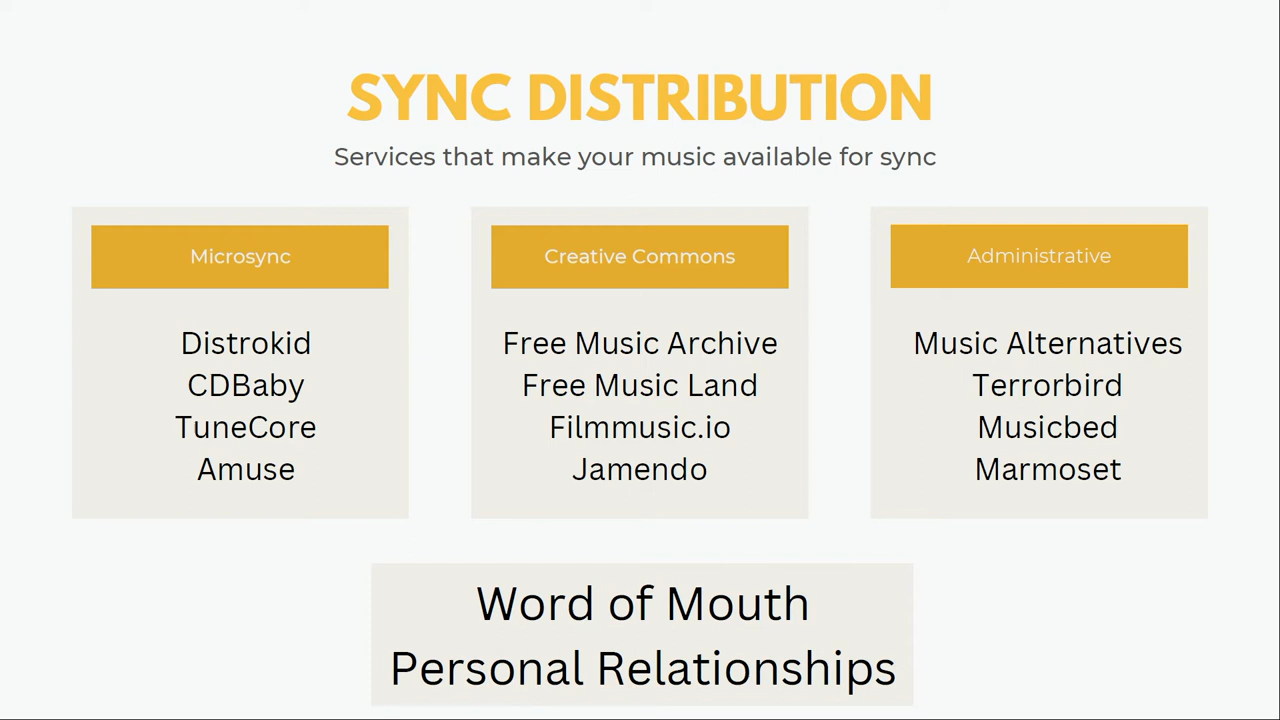 SYNC DISTRIBUTION
Services that make your music available for sync
Microsync
Distrokid
CDBaby
TuneCore
Amuse
Creative Commons
Free Music Archive
Free Music Land
Filmmusic.io
Jamendo
Administrative
Music Alternatives
Terrorbird
Musicbed
Marmoset
Word of Mouth
Personal Relationships